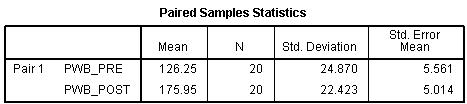 Paired Samples Statistics
Mean N Std. Deviation Std. Error Mean
Pair 1 PWB_PRE 126.25 20 24.870 5.561
PWB_POST 175.95 20 22.423 5.014